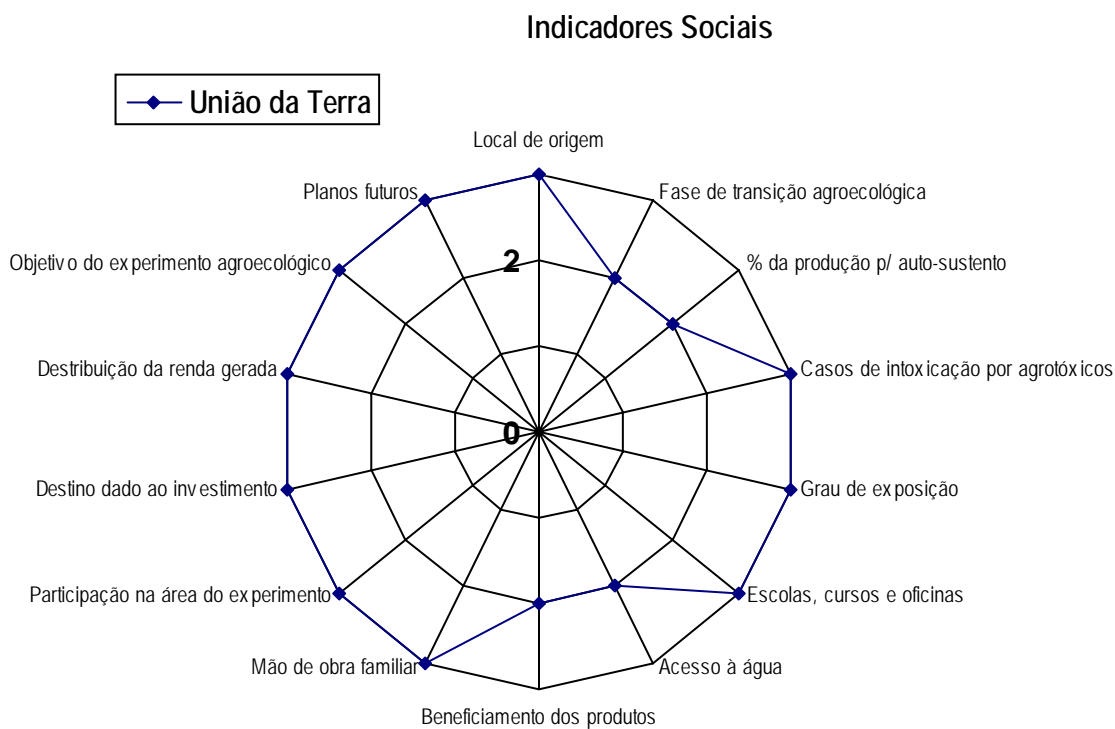 Indicadores Sociais
União da Terra
Local de origem
Planos futuros
Fase de transição agroecológica
Objetivo do experimento agroecológico
2
% da produção p/ auto-sustento
Destribuição da renda gerada
Casos de intoxicação por agrotóxicos
0
Destino dado ao investimento
Grau de exposição
Participação na área do experimento
Escolas, cursos e oficinas
Mão de obra familiar
Acesso à água
Beneficiamento dos produtos